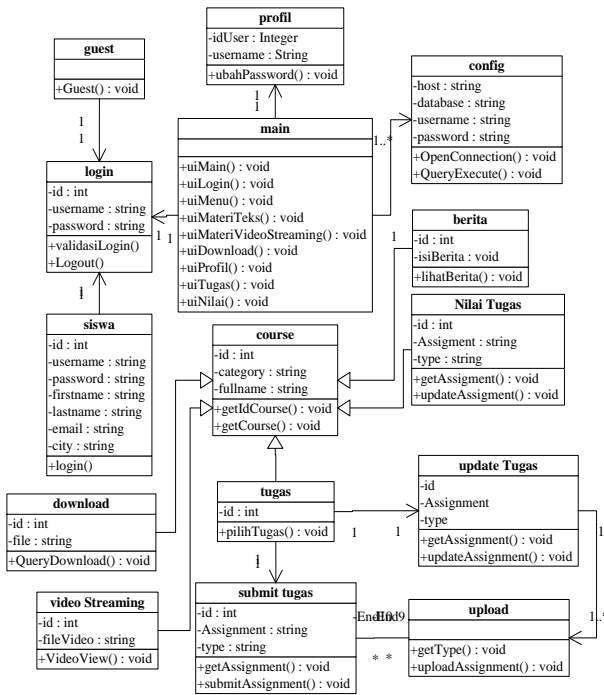 profil
-idUser : Integer
-username : String
+ubahPassword() : void
guest
+Guest() : void
config
-host : string
-database : string
-username : string
-password : string
+OpenConnection() : void
+QueryExecute() : void
1
1
main
+uiMain() : void
+uiLogin() : void
+uiMenu() : void
+uiMateriTeks() : void
+uiMateriVideoStreaming() : void
+uiDownload() : void
+uiProfil() : void
+uiTugas() : void
+uiNilai() : void
1..*
1
1
1
login
-id : int
-username : string
-password : string
+validasiLogin()
+Logout()
1
1
berita
-id : int
-isiBerita : string
+lihatBerita() : void
1
1
siswa
-id : int
-username : string
-password : string
-firstname : string
-lastname : string
-email : string
-city : string
+login()
course
-id : int
-category : string
-fullname : string
+getIdCourse() : void
+getCourse() : void
Nilai Tugas
-id : int
-Assigment : string
-type : string
+getAssigment() : void
+updateAssigment() : void
download
-id : int
-file : string
+QueryDownload() : void
tugas
-id : int
+pilihTugas() : void
1
1
update Tugas
-id
-Assignment
-type
+getAssignment() : void
+updateAssignment() : void
1
1..*
1
1
video Streaming
-id : int
-fileVideo : string
+VideoView() : void
submit tugas
-id : int
-Assignment : string
-type : string
+getAssignment() : void
+submitAssignment() : void
-End10
-End9
* *
upload
+getType() : void
+uploadAssignment() : void